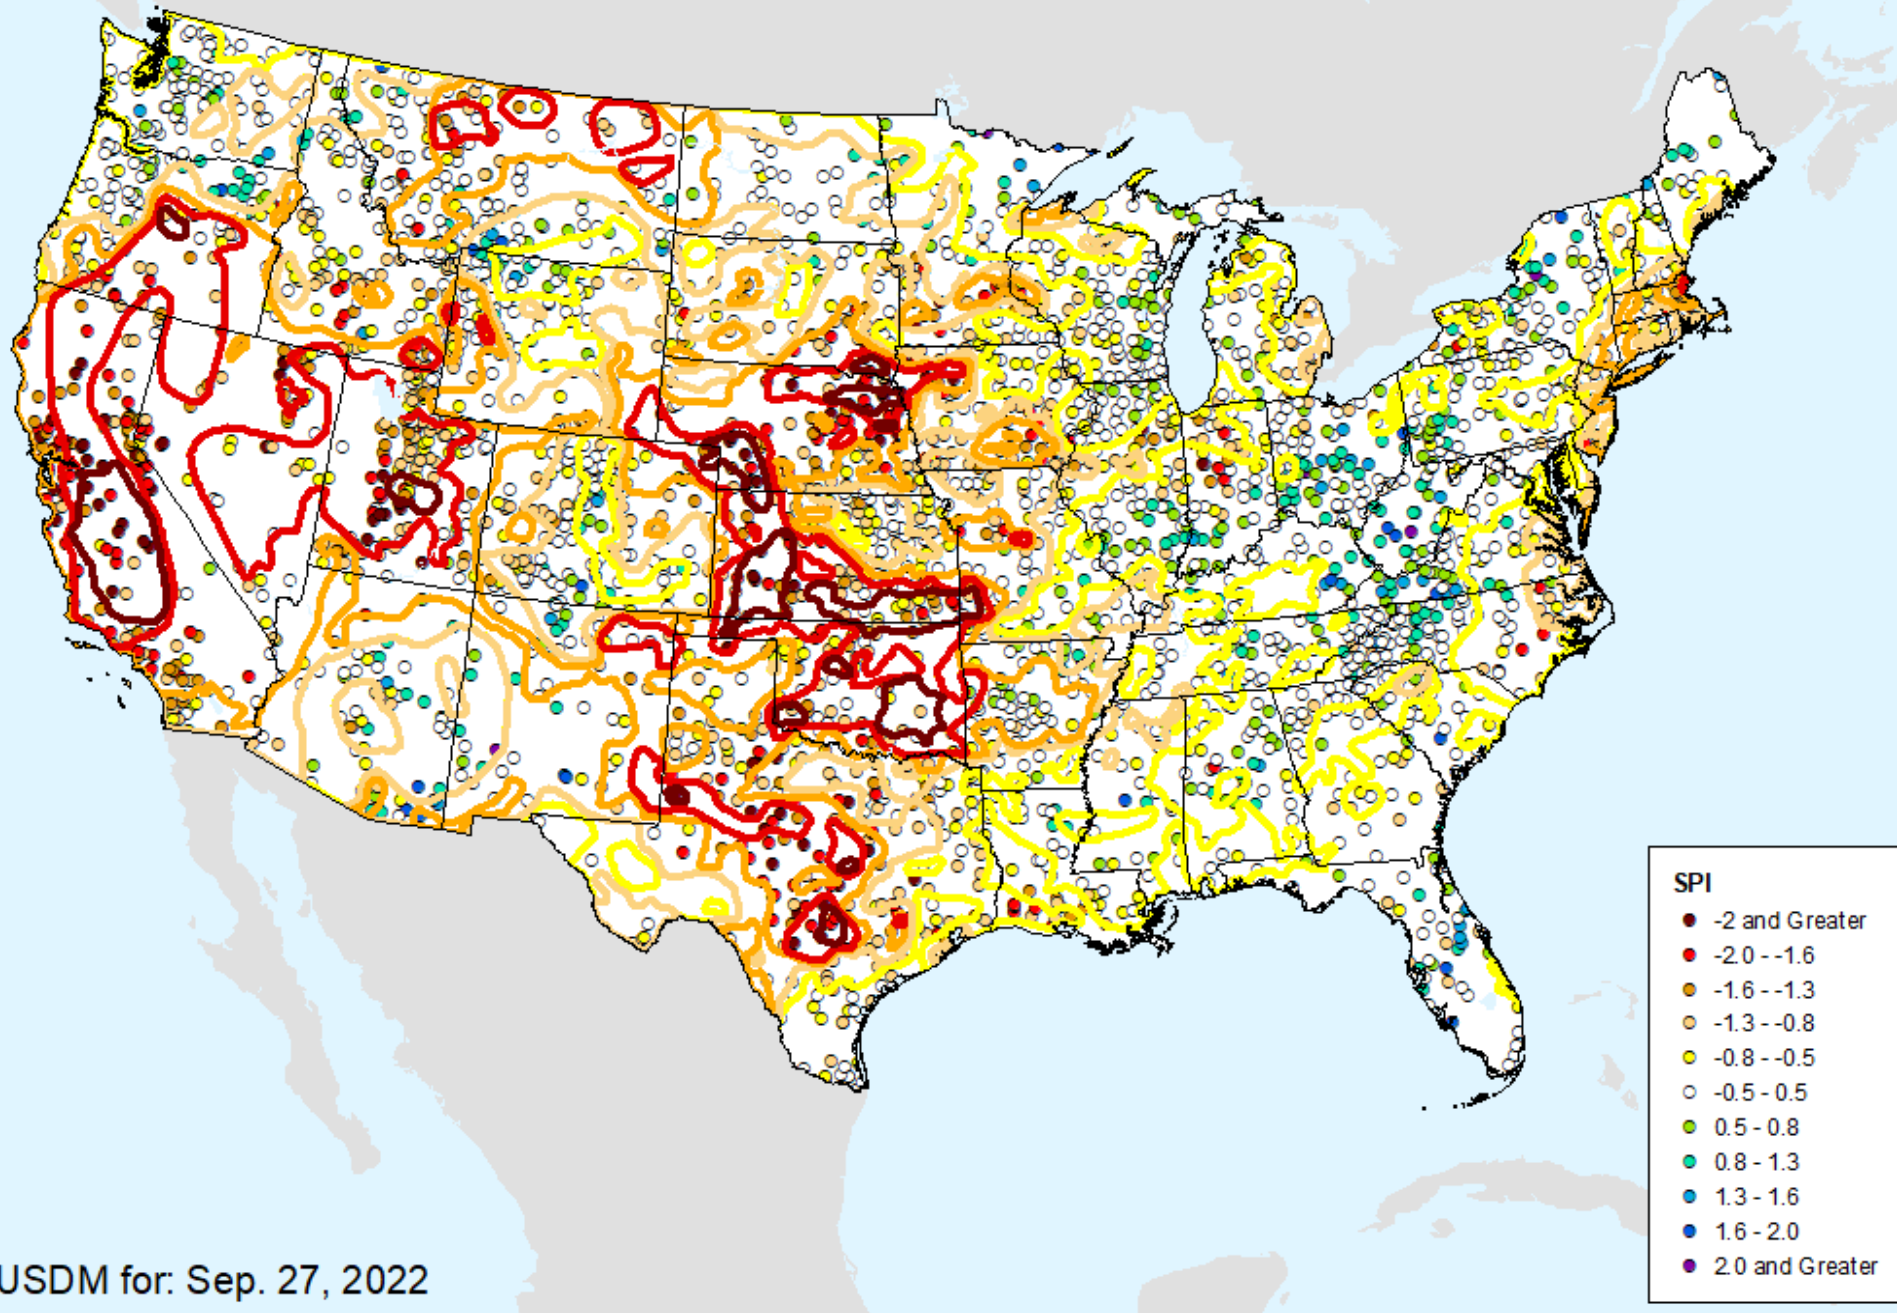 SPI
-2 and Greater
-2.0 - -1.6
-1.6 - -1.3
-1.3 - -0.8
-0.8 - -0.5
-0.5 - 0.5
0.5 - 0.8
0.8 - 1.3
1.3 - 1.6
1.6 - 2.0
2.0 and Greater
USDM for: Sep. 27, 2022